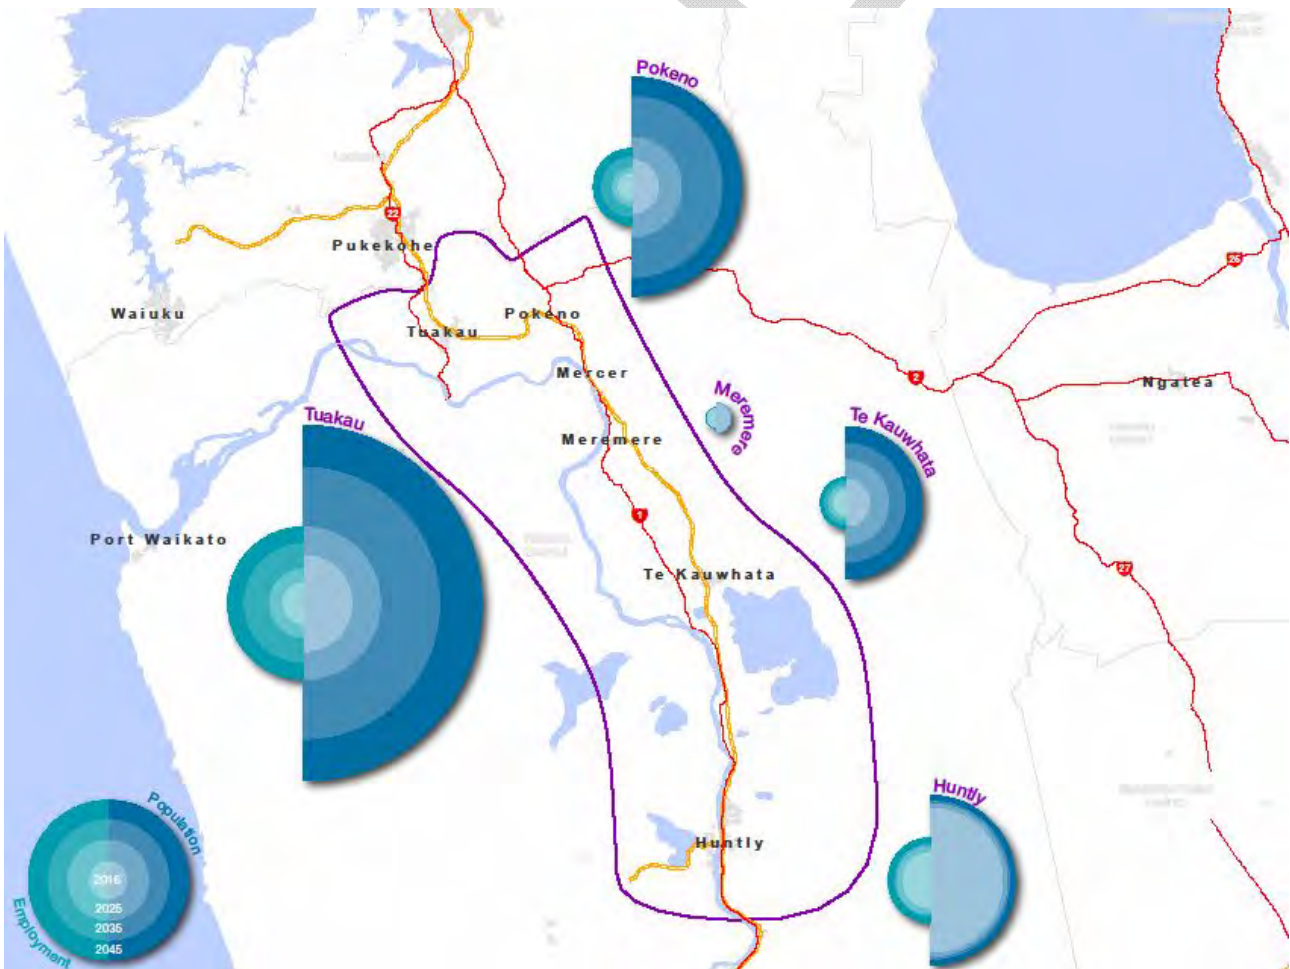 Pokeno
22
Pukekohe
26
Waiuku
Pokeno
Tuakau
Mercer
2
Ngatea
Meremere
Te Kauwhata
Tuakau
Meremere
1
Port Waikato
Te Kauwhata
27
Huntly
Population
Huntly
2016
2025
2035
2045
Employment